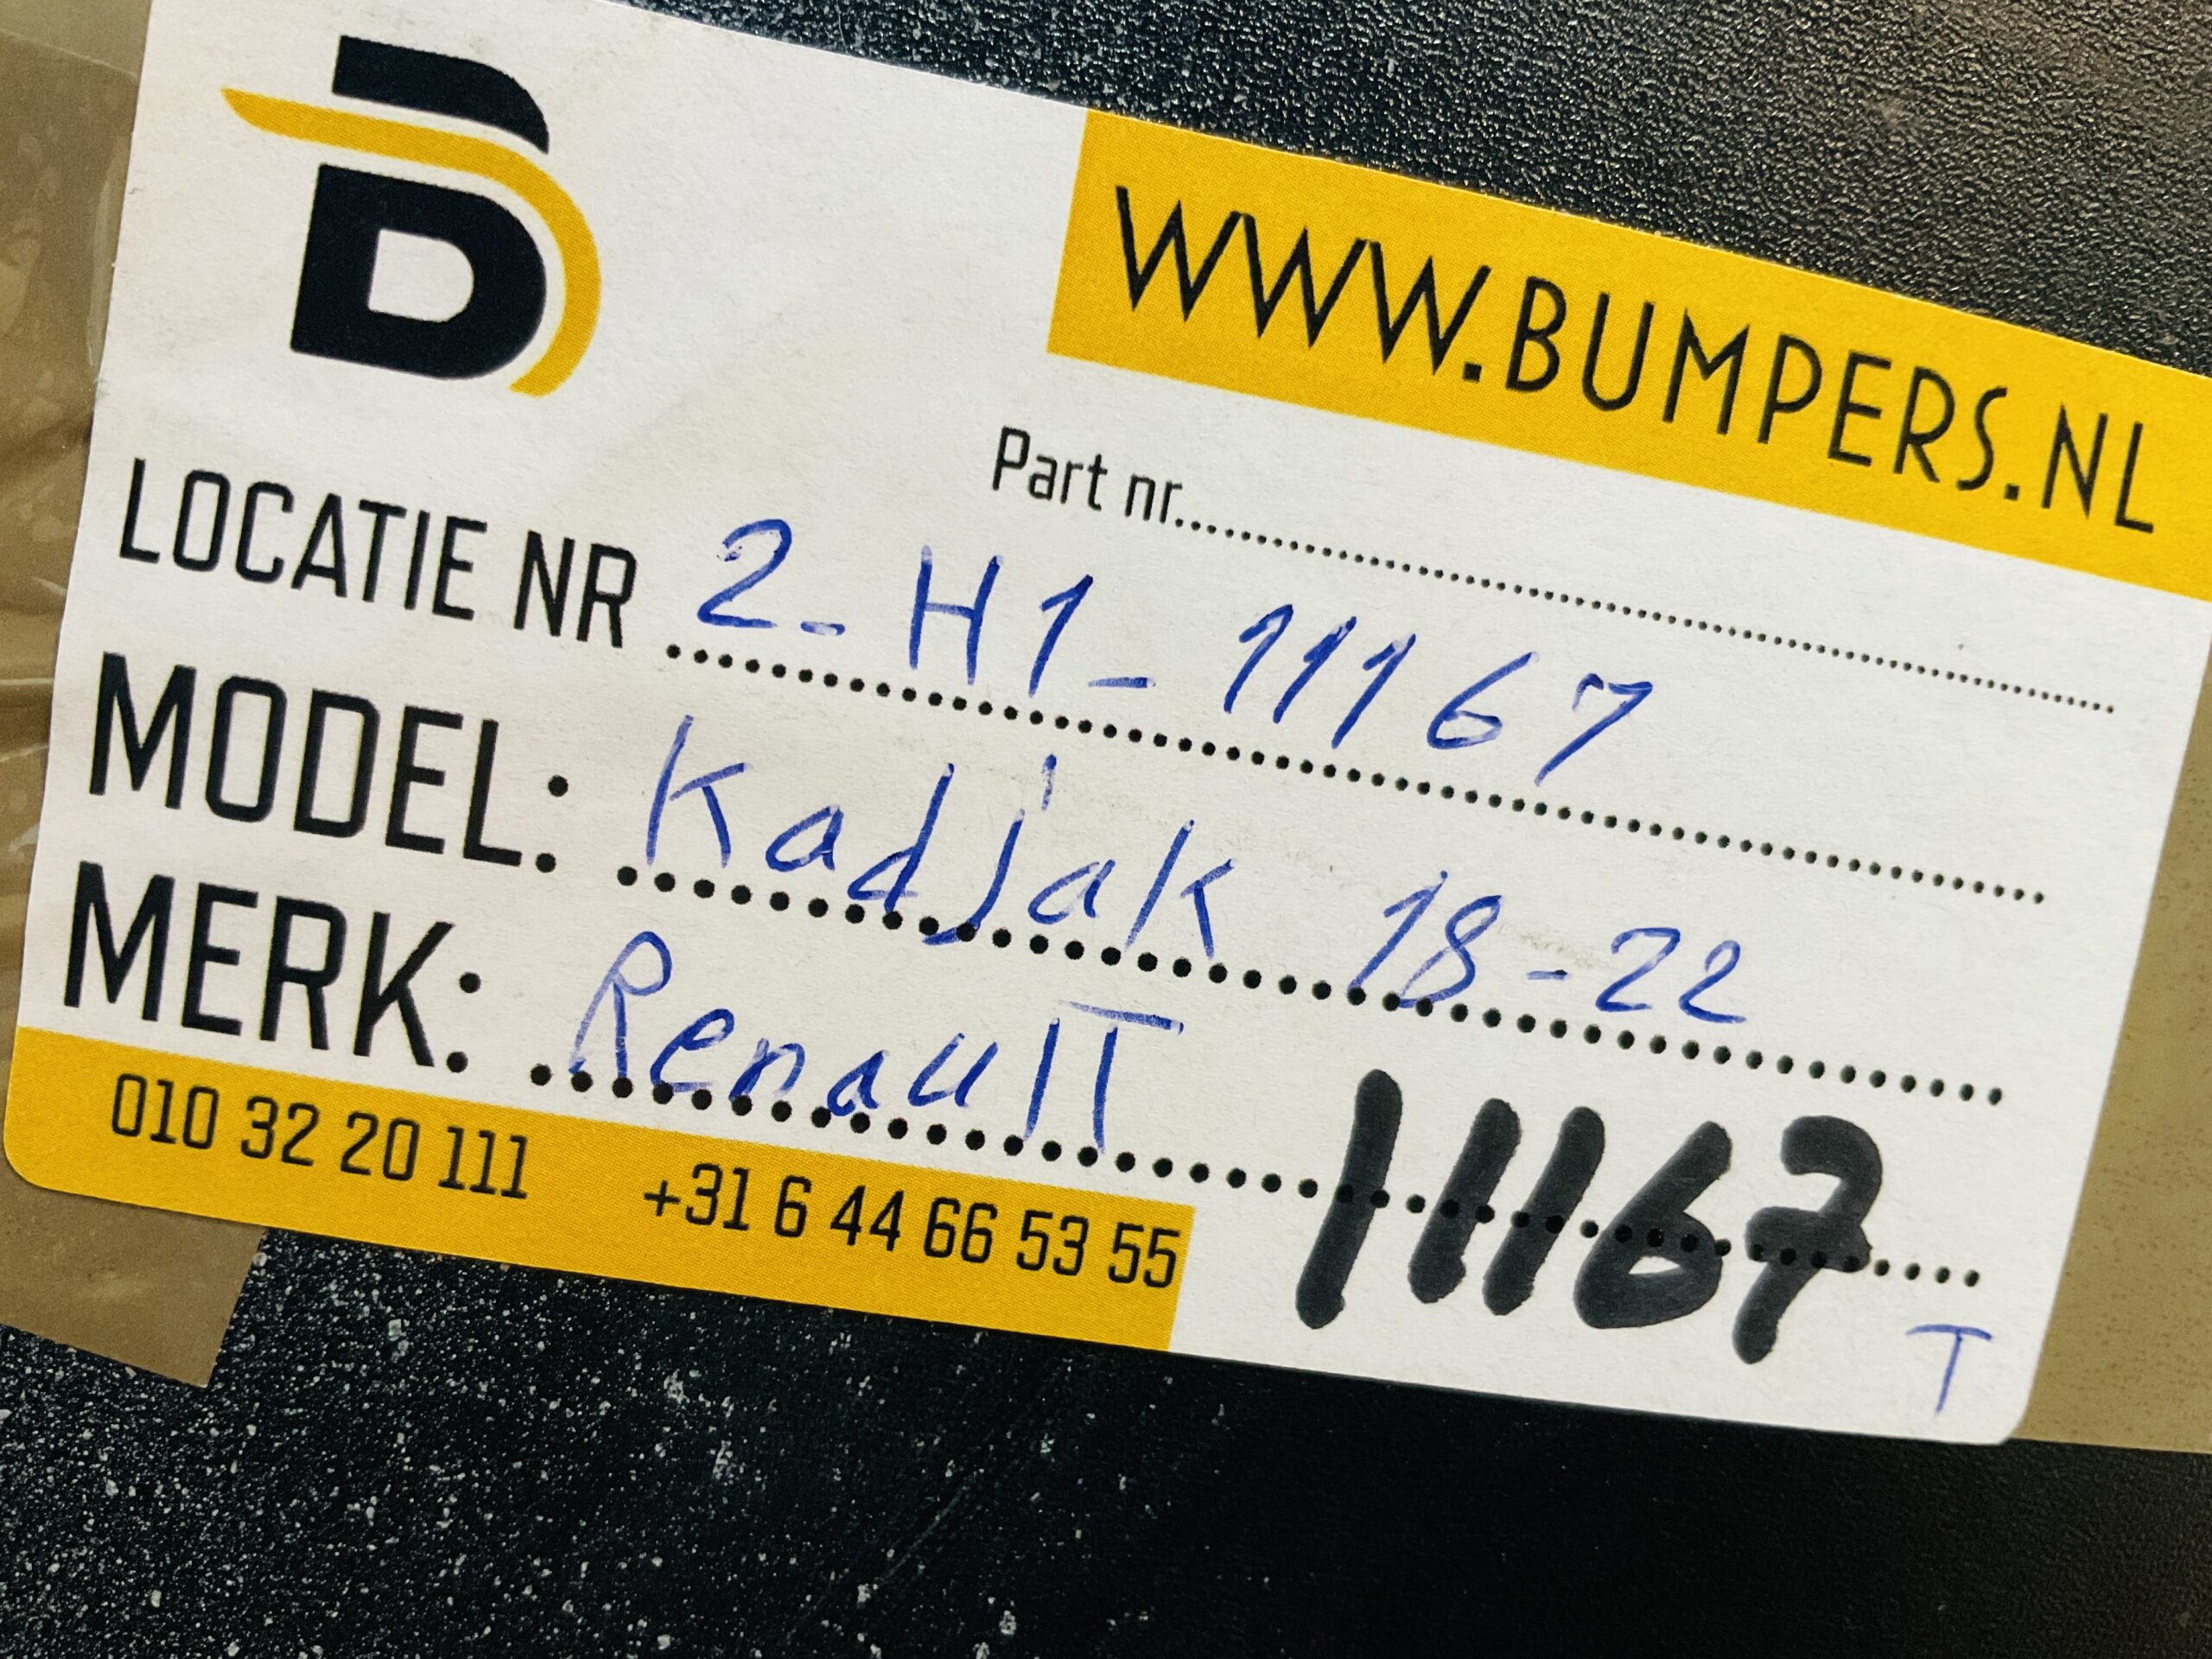 B
WWW.BUMPERS.NL
Part nr.....
LOCATIE NR 2-H1-11167
MODEL: Kadjak 18-22
MERK: Renault
11167
010 32 20 111 +31 6 44 66 53 55
T